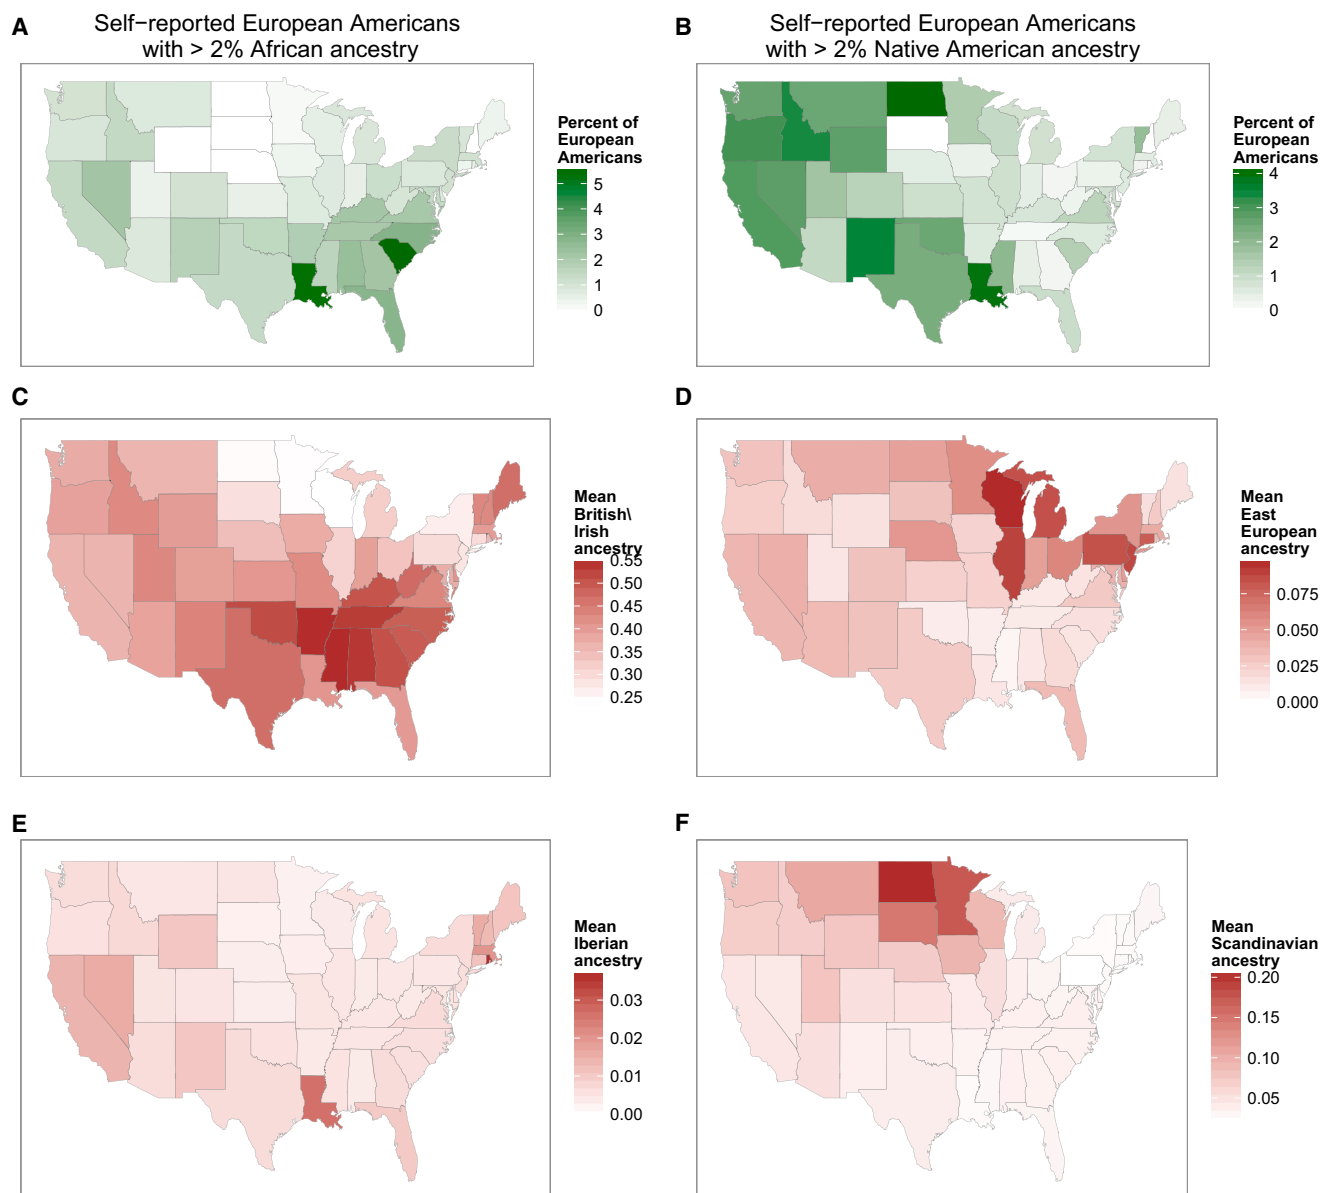 A
Self-reported European Americans
with > 2% African ancestry
Percent of
European
Americans
5
4
3
2
1
0
B
Self-reported European Americans
with > 2% Native American ancestry
Percent of
European
Americans
4
3
2
1
0
C
Mean
British\
Irish
ancestry
0.55
0.50
0.45
0.40
0.35
0.30
0.25
D
Mean
East
European
ancestry
0.075
0.050
0.025
0.000
E
Mean
Iberian
ancestry
0.03
0.02
0.01
0.00
F
Mean
Scandinavian
ancestry
0.20
0.15
0.10
0.05